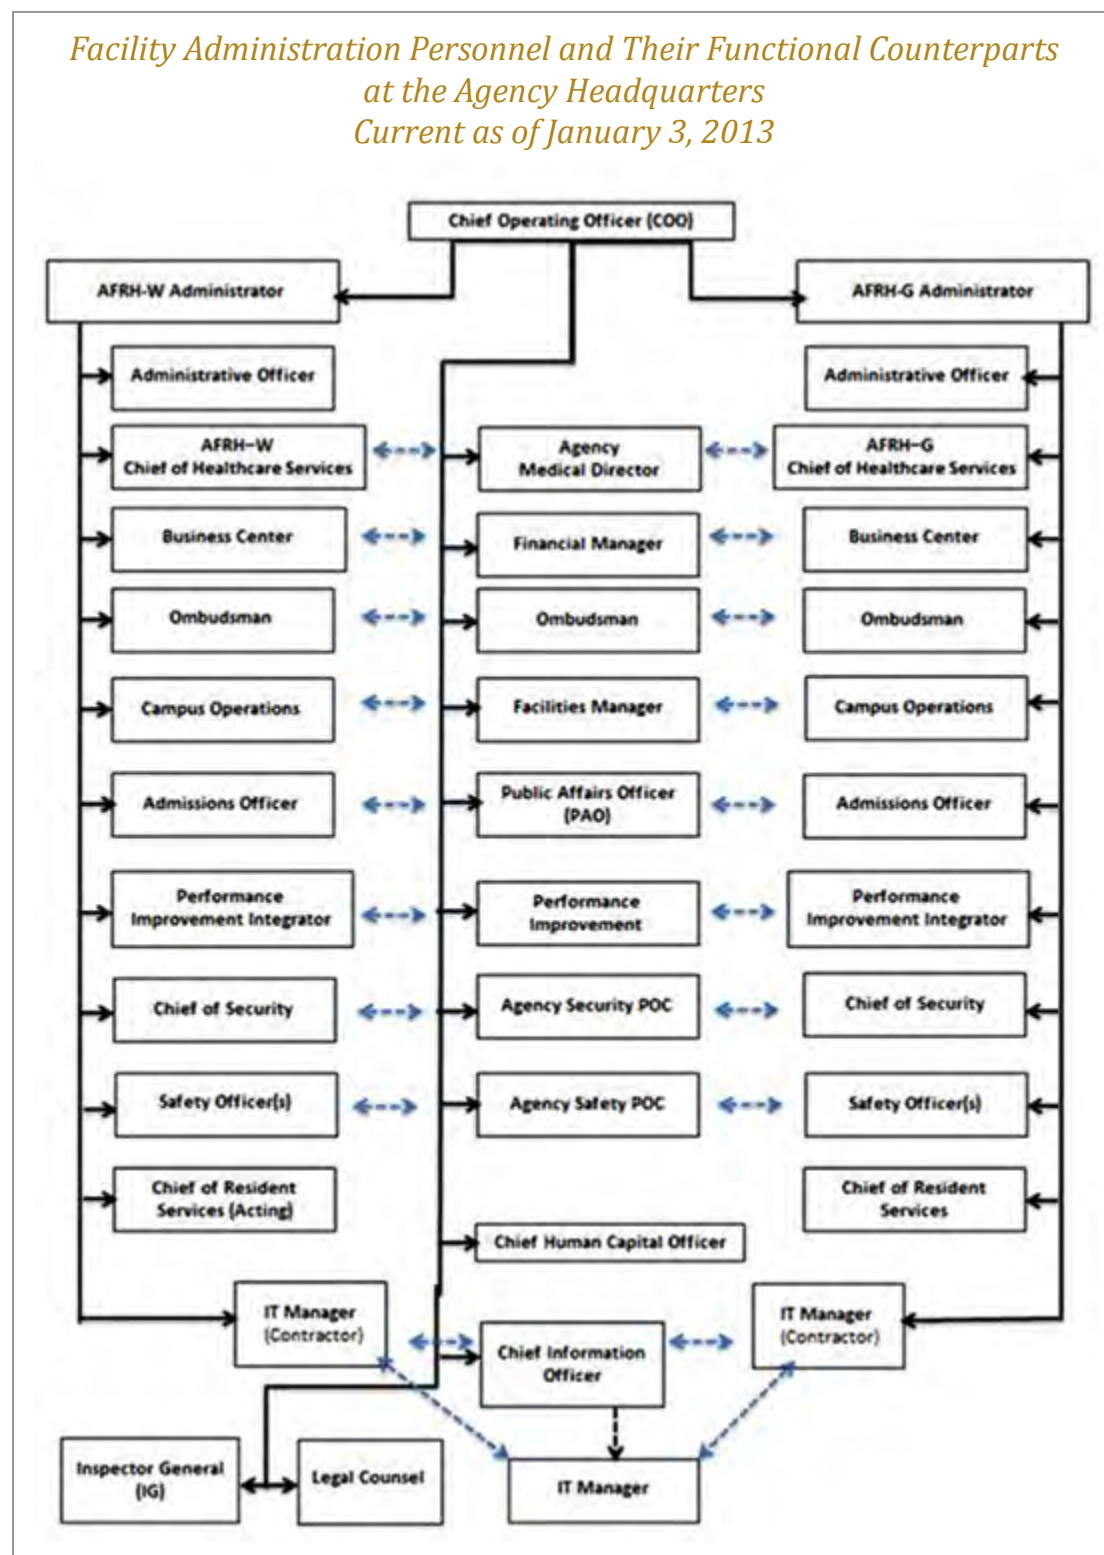 Facility Administration Personnel and Their Functional Counterparts
at the Agency Headquarters
Current as of January 3, 2013
Chief Operating Officer (COO)
AFRH-W Administrator
AFRH-G Administrator
Administrative Officer
Administrative Officer
AFRH–W
Chief of Healthcare Services
Agency
Medical Director
AFRH–G
Chief of Healthcare Services
Business Center
Financial Manager
Business Center
Ombudsman
Ombudsman
Ombudsman
Campus Operations
Facilities Manager
Campus Operations
Admissions Officer
Public Affairs Officer
(PAO)
Admissions Officer
Performance
Improvement Integrator
Performance
Improvement
Performance
Improvement Integrator
Chief of Security
Agency Security POC
Chief of Security
Safety Officer(s)
Agency Safety POC
Safety Officer(s)
Chief of Resident
Services (Acting)
Chief of Resident
Services
Chief Human Capital Officer
IT Manager
(Contractor)
Chief Information
Officer
IT Manager
(Contractor)
Inspector General
(IG)
Legal Counsel
IT Manager